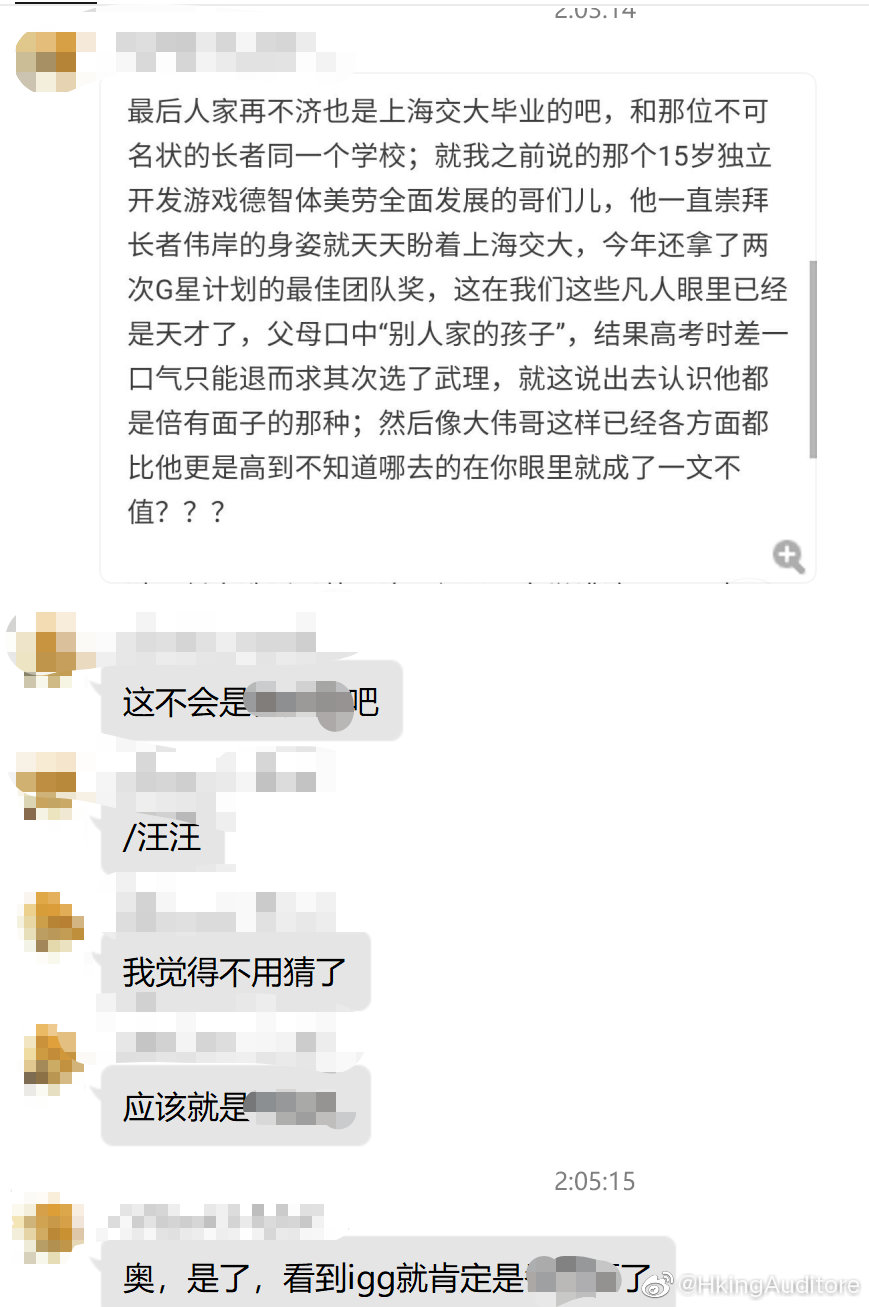 2:03:14
最后人家再不济也是上海交大毕业的吧，和那位不可
名状的长者同一个学校；就我之前说的那个15岁独立
开发游戏德智体美劳全面发展的哥们儿，他一直崇拜
长者伟岸的身姿就天天盼着上海交大，今年还拿了两
次G星计划的最佳团队奖，这在我们这些凡人眼里已经
是天才了，父母口中“别人家的孩子”，结果高考时差一
口气只能退而求其次选了武理，就这说出去认识他都
是倍有面子的那种；然后像大伟哥这样已经各方面都
比他更是高到不知道哪去的在你眼里就成了一文不
值？？？
这不会是 吧
/汪汪
我觉得不用猜了
应该就是
2:05:15
奥，是了，看到igg就肯定是 了
@HkingAuditore